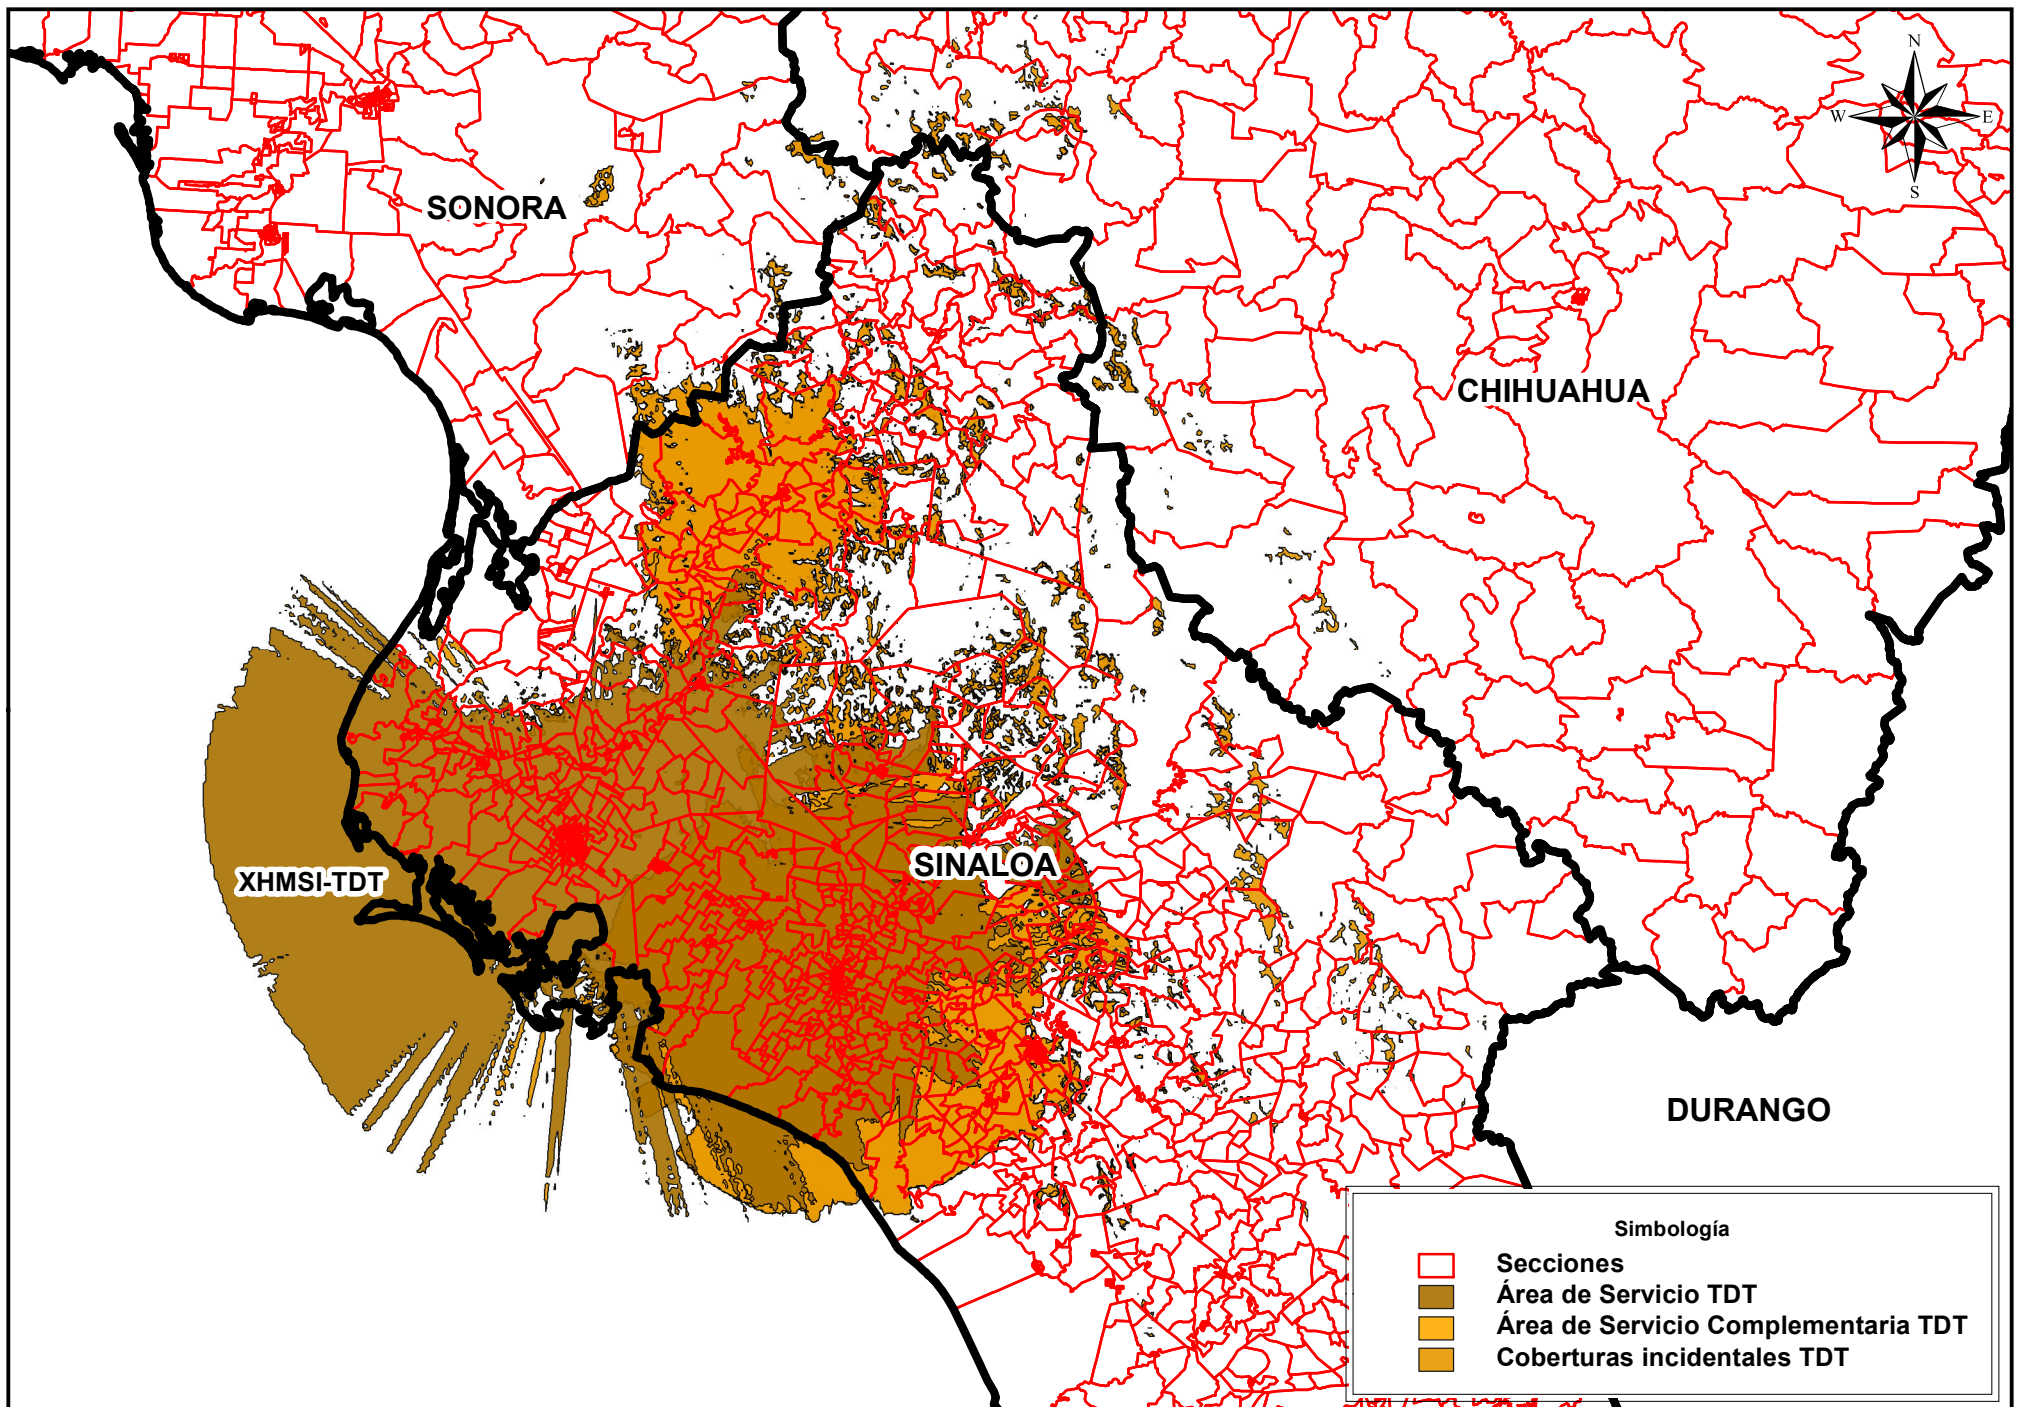 N
W E
S
SONORA
CHIHUAHUA
SINALOA
XHMSI-TDT
DURANGO
Simbología
Secciones
Área de Servicio TDT
Área de Servicio Complementaria TDT
Coberturas incidentales TDT